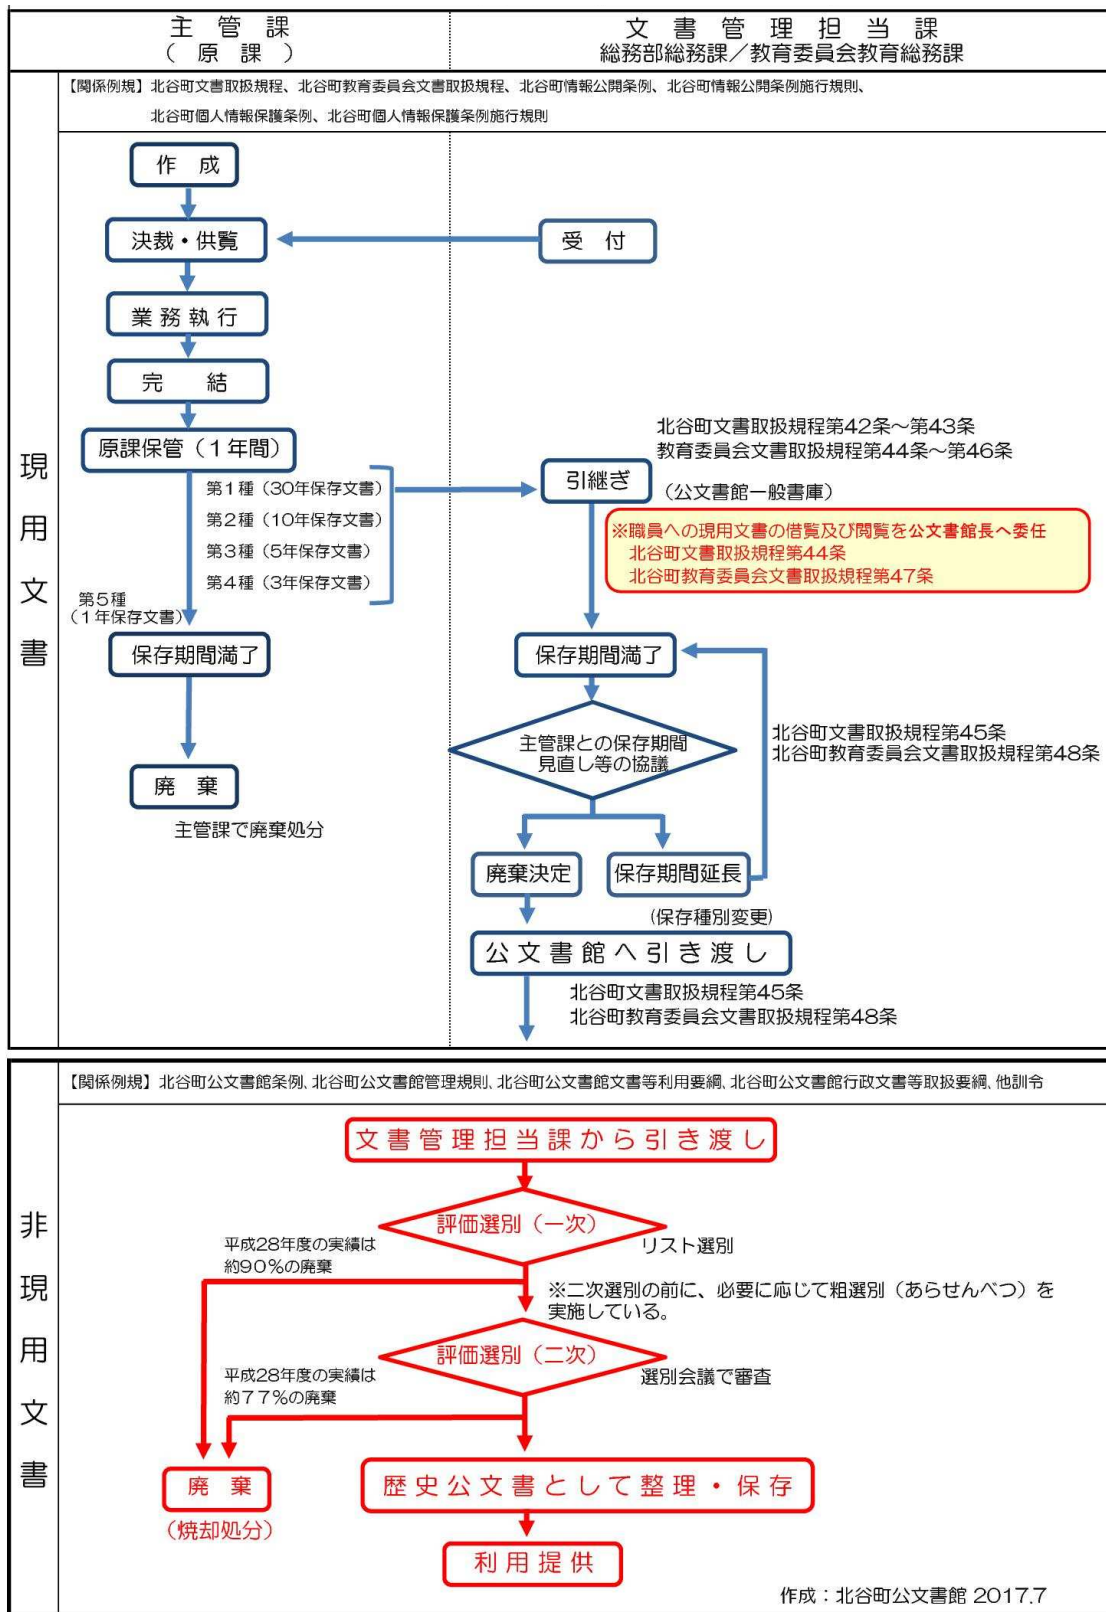 主管課
（原課）
文書管理担当課
総務部総務課／教育委員会教育総務課
現用文書
【関係例規】北谷町文書取扱規程、北谷町教育委員会文書取扱規程、北谷町情報公開条例、北谷町情報公開条例施行規則、
北谷町個人情報保護条例、北谷町個人情報保護条例施行規則
作成
決裁・供覧
受付
業務執行
完結
原課保管（１年間）
第１種（30年保存文書）
第２種（10年保存文書）
第３種（5年保存文書）
第４種（3年保存文書）
第５種
（１年保存文書）
保存期間満了
廃棄
主管課で廃棄処分
北谷町文書取扱規程第42条～第43条
教育委員会文書取扱規程第44条～第46条
引継ぎ
（公文書館一般書庫）
※職員への現用文書の借覧及び閲覧を公文書館長へ委任
北谷町文書取扱規程第44条
北谷町教育委員会文書取扱規程第47条
保存期間満了
主管課との保存期間
見直し等の協議
北谷町文書取扱規程第45条
北谷町教育委員会文書取扱規程第48条
廃棄決定
保存期間延長
(保存種別変更)
公文書館へ引き渡し
北谷町文書取扱規程第45条
北谷町教育委員会文書取扱規程第48条
非現用文書
【関係例規】北谷町公文書館条例、北谷町公文書館管理規則、北谷町公文書館文書等利用要綱、北谷町公文書館行政文書等取扱要綱、他訓令
文書管理担当課から引き渡し
評価選別（一次）
リスト選別
平成28年度の実績は
約90％の廃棄
※二次選別の前に、必要に応じて粗選別（あらせんべつ）を
実施している。
評価選別（二次）
選別会議で審査
平成28年度の実績は
約77％の廃棄
廃棄
（焼却処分）
歴史公文書として整理・保存
利用提供
作成：北谷町公文書館 2017.7